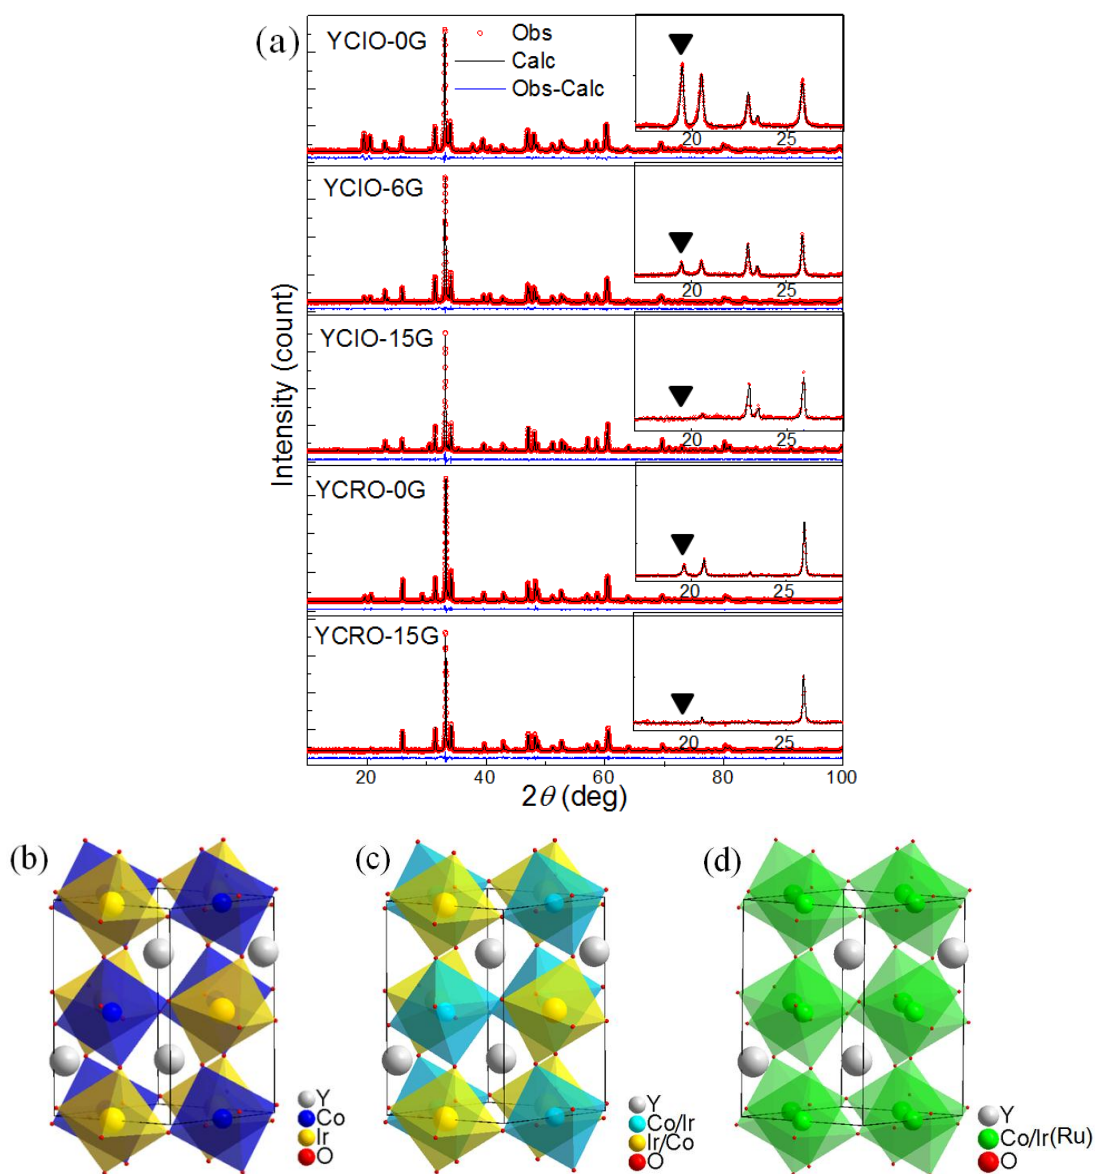 (a)
YCIO-0G
Obs
Calc
Obs-Calc
20 25
YCIO-6G
20 25
YCIO-15G
20 25
YCRO-0G
20 25
YCRO-15G
20 25
Intensity (count)
20 40 60 80 100
2θ (deg)
(b)
Y
Co
Ir
O
(c)
Y
Co/Ir
Ir/Co
O
(d)
Y
Co/Ir(Ru)
O